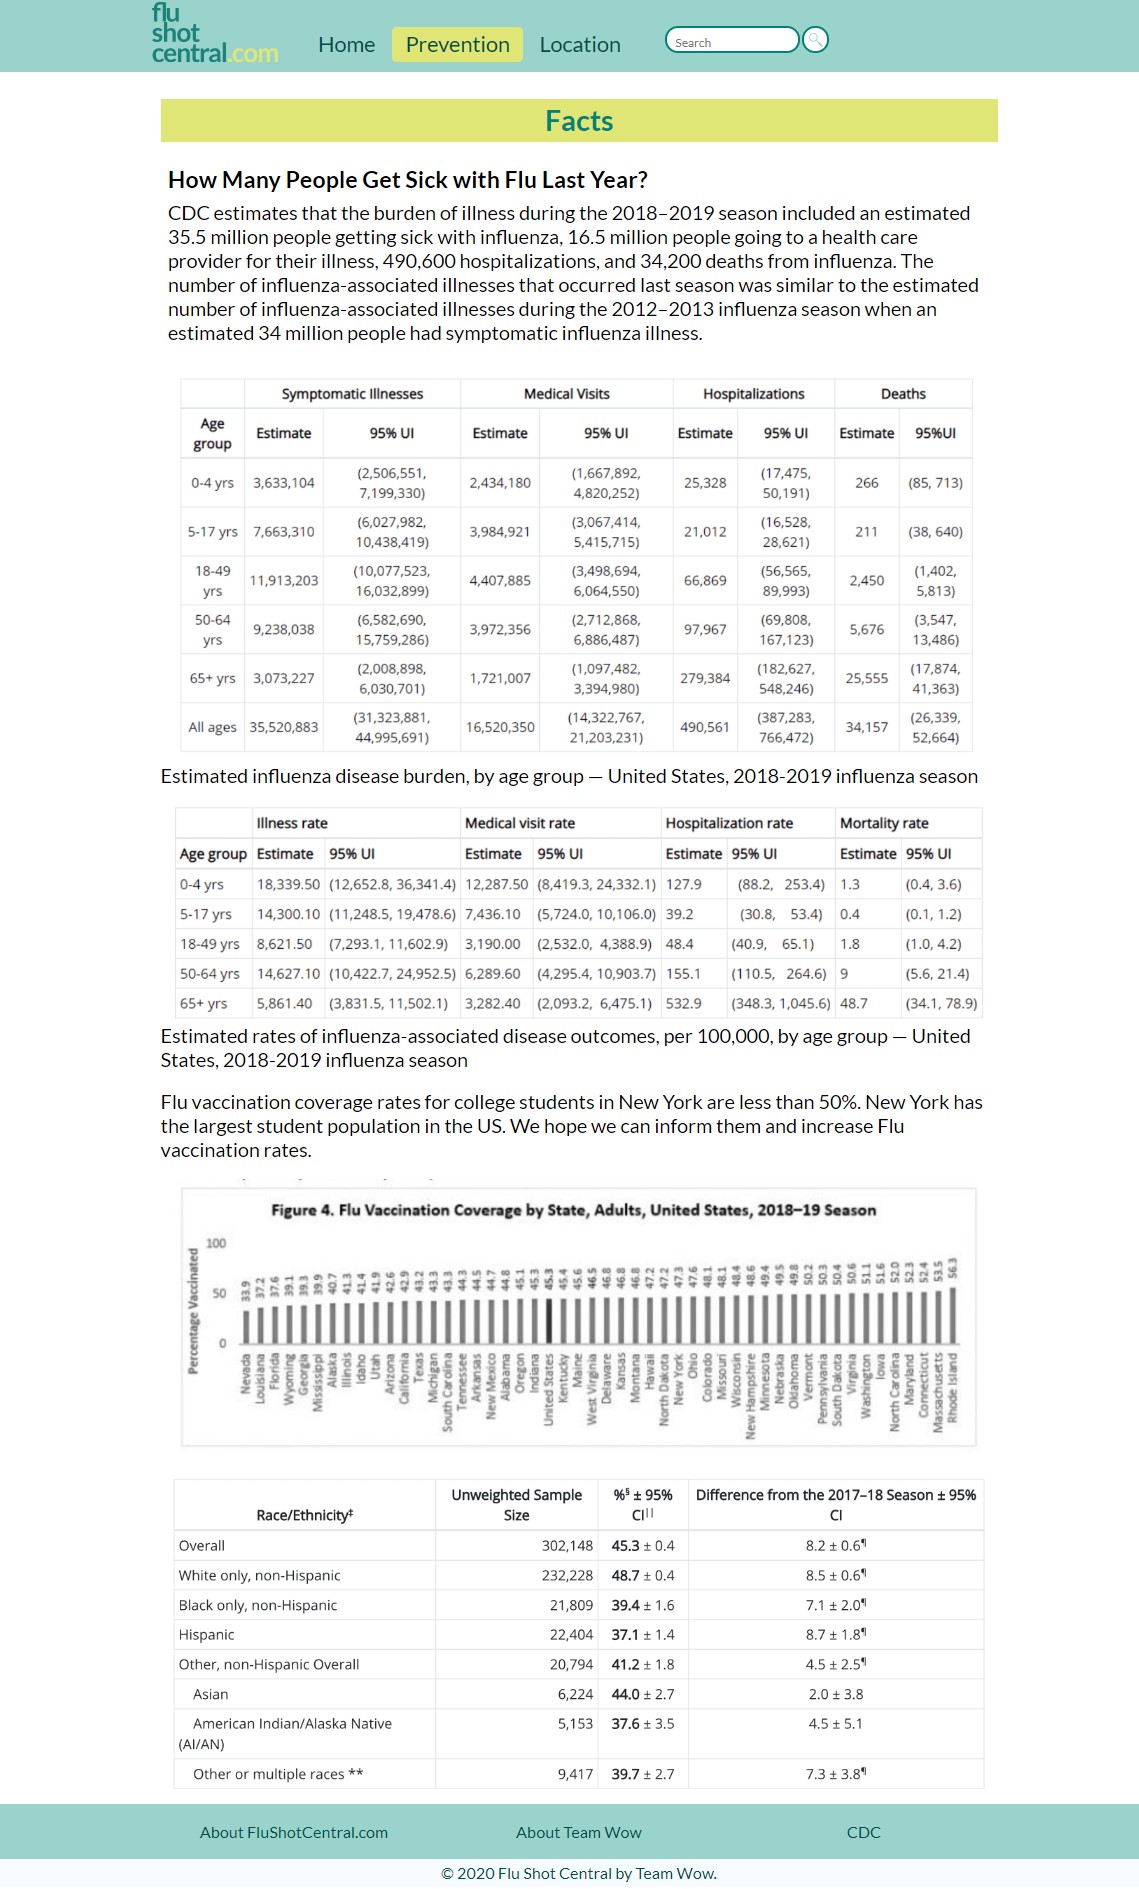 flu
shot
central.com
Home Prevention Location Search
Facts
How Many People Get Sick with Flu Last Year?
CDC estimates that the burden of illness during the 2018–2019 season included an estimated
35.5 million people getting sick with influenza, 16.5 million people going to a health care
provider for their illness, 490,600 hospitalizations, and 34,200 deaths from influenza. The
number of influenza-associated illnesses that occurred last season was similar to the estimated
number of influenza-associated illnesses during the 2012–2013 influenza season when an
estimated 34 million people had symptomatic influenza illness.
Symptomatic Illnesses Medical Visits Hospitalizations Deaths
Age group Estimate 95% UI Estimate 95% UI Estimate 95% UI Estimate 95%UI
0-4 yrs 3,633,104 (2,506,551, 7,199,330) 2,434,180 (1,667,892, 4,820,252) 25,328 (17,475, 50,191) 266 (85, 713)
5-17 yrs 7,663,310 (6,027,982, 10,438,419) 3,984,921 (3,067,414, 5,415,715) 21,012 (16,528, 28,621) 211 (38, 640)
18-49 yrs 11,913,203 (10,077,523, 16,032,899) 4,407,885 (3,498,694, 6,064,550) 66,869 (56,565, 89,993) 2,450 (1,402, 5,813)
50-64 yrs 9,238,038 (6,582,690, 15,759,286) 3,972,356 (2,712,868, 6,886,487) 97,967 (69,808, 167,123) 5,676 (3,547, 13,486)
65+ yrs 3,073,227 (2,008,898, 6,030,701) 1,721,007 (1,097,482, 3,394,980) 279,384 (182,627, 548,246) 25,555 (17,874, 41,363)
All ages 35,520,883 (31,323,881, 44,995,691) 16,520,350 (14,322,767, 21,203,231) 490,561 (387,283, 766,472) 34,157 (26,339, 52,664)
Estimated influenza disease burden, by age group — United States, 2018-2019 influenza season
Illness rate Medical visit rate Hospitalization rate Mortality rate
Age group Estimate 95% UI Estimate 95% UI Estimate 95% UI Estimate 95% UI
0-4 yrs 18,339.50 (12,652.8, 36,341.4) 12,287.50 (8,419.3, 24,332.1) 127.9 (88.2, 253.4) 1.3 (0.4, 3.6)
5-17 yrs 14,300.10 (11,248.5, 19,478.6) 7,436.10 (5,724.0, 10,106.0) 39.2 (30.8, 53.4) 0.4 (0.1, 1.2)
18-49 yrs 8,621.50 (7,293.1, 11,602.9) 3,190.00 (2,532.0, 4,388.9) 48.4 (40.9, 65.1) 1.8 (1.0, 4.2)
50-64 yrs 14,627.10 (10,422.7, 24,952.5) 6,289.60 (4,295.4, 10,903.7) 155.1 (110.5, 264.6) 9 (5.6, 21.4)
65+ yrs 5,861.40 (3,831.5, 11,502.1) 3,282.40 (2,093.2, 6,475.1) 532.9 (348.3, 1,045.6) 48.7 (34.1, 78.9)
Estimated rates of influenza-associated disease outcomes, per 100,000, by age group — United
States, 2018-2019 influenza season
Flu vaccination coverage rates for college students in New York are less than 50%. New York has
the largest student population in the US. We hope we can inform them and increase Flu
vaccination rates.
Figure 4. Flu Vaccination Coverage by State, Adults, United States, 2018–19 Season
Percentage Vaccinated
100
50
0
33.9 37.2 37.6 39.1 39.3 39.9 40.7 41.3 41.4 41.9 42.6 42.9 43.2 43.3 43.3 44.3 44.5 44.7 44.8 45.1 45.3 45.3 45.4 45.6 46.5 46.8 46.8 46.8 47.2 47.2 47.3 47.6 48.1 48.1 48.4 48.6 49.4 49.5 49.8 50.2 50.3 50.4 50.6 51.1 51.6 52.0 52.3 52.4 53.5 56.3
Nevada Louisiana Florida Wyoming Georgia Mississippi Alaska Illinois Idaho Utah Arizona California Texas Michigan South Carolina Tennessee Arkansas New Mexico Alabama Oregon Indiana United States Kentucky Maine West Virginia Delaware Kansas Montana Hawaii North Dakota New York Ohio Colorado Missouri Wisconsin New Hampshire Minnesota Nebraska Oklahoma Vermont Pennsylvania South Dakota Virginia Washington Iowa North Carolina Maryland Connecticut Massachusetts Rhode Island
Race/Ethnicity‡ Unweighted Sample Size %§ ± 95% CI|| Difference from the 2017–18 Season ± 95% CI
Overall 302,148 45.3 ± 0.4 8.2 ± 0.6¶
White only, non-Hispanic 232,228 48.7 ± 0.4 8.5 ± 0.6¶
Black only, non-Hispanic 21,809 39.4 ± 1.6 7.1 ± 2.0¶
Hispanic 22,404 37.1 ± 1.4 8.7 ± 1.8¶
Other, non-Hispanic Overall 20,794 41.2 ± 1.8 4.5 ± 2.5¶
Asian 6,224 44.0 ± 2.7 2.0 ± 3.8
American Indian/Alaska Native (AI/AN) 5,153 37.6 ± 3.5 4.5 ± 5.1
Other or multiple races ** 9,417 39.7 ± 2.7 7.3 ± 3.8¶
About FluShotCentral.com About Team Wow CDC
© 2020 Flu Shot Central by Team Wow.